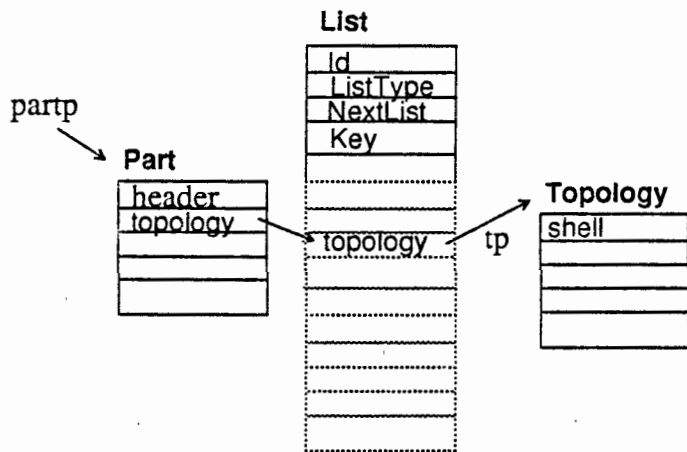 List
Id
ListType
NextList
Key
partp
Part
header
topology
topology
tp
Topology
shell